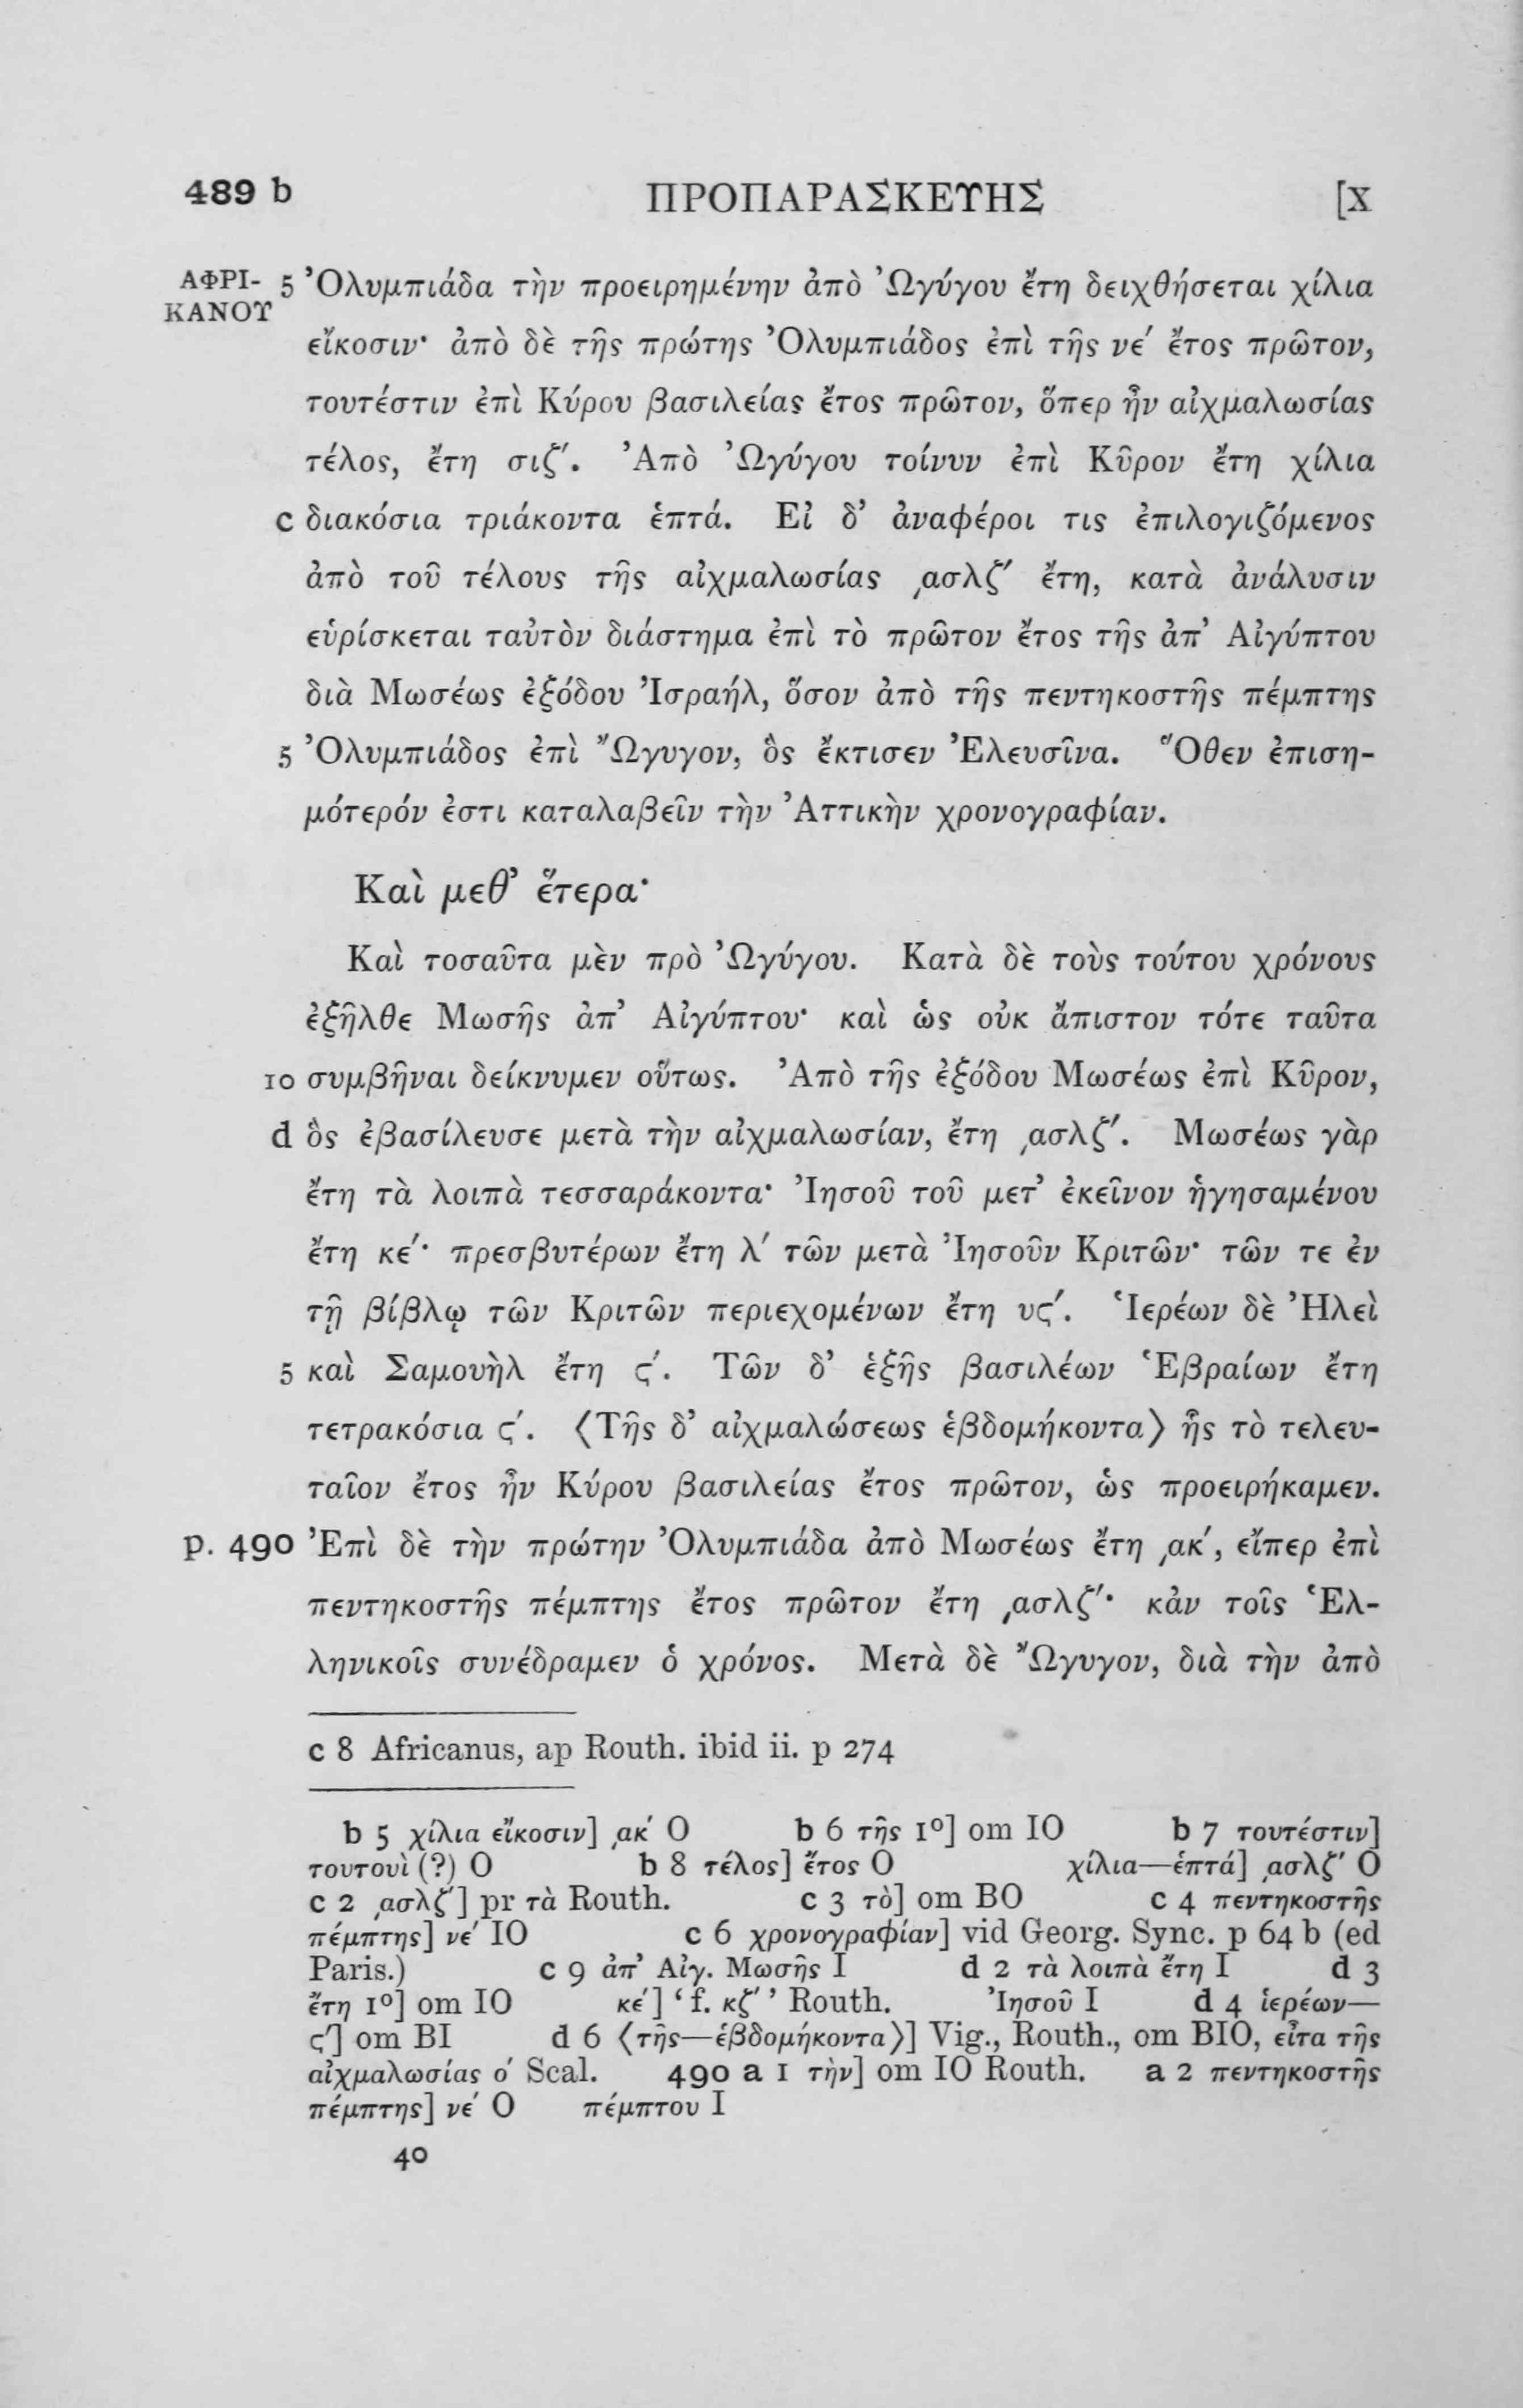 489 b ΠΡΟΠΑΡΑΣΚΕΥΗΣ [X
ΑΦΡΙ- 5 Ὀλυμπιάδα τὴν προειρημένην ἀπὸ Ὠγύγου ἔτη δειχθήσεται χίλια
ΚΑΝΟΥ
εἴκοσιν· ἀπὸ δὲ τῆς πρώτης Ὀλυμπιάδος ἐπὶ τῆς νέ ἔτος πρῶτον,
τουτέστιν ἐπὶ Κύρου βασιλείας ἔτος πρῶτον, ὅπερ ἦν αἰχμαλωσίας
τέλος, ἔτη σιζ′. Ἀπὸ Ὠγύγου τοίνυν ἐπὶ Κῦρον ἔτη χίλια
c διακόσια τριάκοντα ἑπτά. Εἰ δ’ ἀναφέροι τις ἐπιλογιζόμενος
ἀπὸ τοῦ τέλους τῆς αἰχμαλωσίας ͵ασλζ′ ἔτη, κατὰ ἀνάλυσιν
εὑρίσκεται ταὐτὸν διάστημα ἐπὶ τὸ πρῶτον ἔτος τῆς ἀπ’ Αἰγύπτου
διὰ Μωσέως ἐξόδου Ἰσραήλ, ὅσον ἀπὸ τῆς πεντηκοστῆς πέμπτης
5 Ὀλυμπιάδος ἐπὶ Ὤγυγον, ὃς ἔκτισεν Ἐλευσῖνα. Ὅθεν ἐπιση-
μότερόν ἐστι καταλαβεῖν τὴν Ἀττικὴν χρονογραφίαν.
Καὶ μεθ’ ἕτερα·
Καὶ τοσαῦτα μὲν πρὸ Ὠγύγου. Κατὰ δὲ τοὺς τούτου χρόνους
ἐξῆλθε Μωσῆς ἀπ’ Αἰγύπτου· καὶ ὡς οὐκ ἄπιστον τότε ταῦτα
10 συμβῆναι δείκνυμεν οὕτως. Ἀπὸ τῆς ἐξόδου Μωσέως ἐπὶ Κῦρον,
d ὃς ἐβασίλευσε μετὰ τὴν αἰχμαλωσίαν, ἔτη ͵ασλζ′. Μωσέως γὰρ
ἔτη τὰ λοιπὰ τεσσαράκοντα· Ἰησοῦ τοῦ μετ’ ἐκεῖνον ἡγησαμένου
ἔτη κε′· πρεσβυτέρων ἔτη λ′ τῶν μετὰ Ἰησοῦν Κριτῶν· τῶν τε ἐν
τῇ βίβλῳ τῶν Κριτῶν περιεχομένων ἔτη υς′. Ἱερέων δὲ Ἠλεὶ
5 καὶ Σαμουὴλ ἔτη ς′. Τῶν δ’ ἑξῆς βασιλέων Ἑβραίων ἔτη
τετρακόσια ς′. ⟨Τῆς δ’ αἰχμαλώσεως ἑβδομήκοντα⟩ ἧς τὸ τελευ-
ταῖον ἔτος ἦν Κύρου βασιλείας ἔτος πρῶτον, ὡς προειρήκαμεν.
p. 490 Ἐπὶ δὲ τὴν πρώτην Ὀλυμπιάδα ἀπὸ Μωσέως ἔτη ͵ακ′, εἴπερ ἐπὶ
πεντηκοστῆς πέμπτης ἔτος πρῶτον ἔτη ͵ασλζ′· κἀν τοῖς Ἑλ-
ληνικοῖς συνέδραμεν ὁ χρόνος. Μετὰ δὲ Ὤγυγον, διὰ τὴν ἀπὸ
c 8 Africanus, ap Routh. ibid ii. p 274
b 5 χίλια εἴκοσιν] ͵ακ′ O b 6 τῆς 1⁰] om IO b 7 τουτέστιν]
τουτουὶ (?) O b 8 τέλος] ἔτος O χίλια—ἑπτά] ͵ασλζ′ O
c 2 ͵ασλζ′] pr τὰ Routh. c 3 τὸ] om BO c 4 πεντηκοστῆς
πέμπτης] νέ IO c 6 χρονογραφίαν] vid Georg. Sync. p 64 b (ed
Paris.) c 9 ἀπ’ Αἰγ. Μωσῆς I d 2 τὰ λοιπὰ ἔτη I d 3
ἔτη 1⁰] om IO κέ] ‘f. κζ′’ Routh. Ἰησοῦ I d 4 ἱερέων—
ς′] om BI d 6 ⟨τῆς—ἑβδομήκοντα⟩] Vig., Routh., om BIO, εἶτα τῆς
αἰχμαλωσίας ο′ Scal. 490 a 1 τὴν] om IO Routh. a 2 πεντηκοστῆς
πέμπτης] νέ O πέμπτου I
40